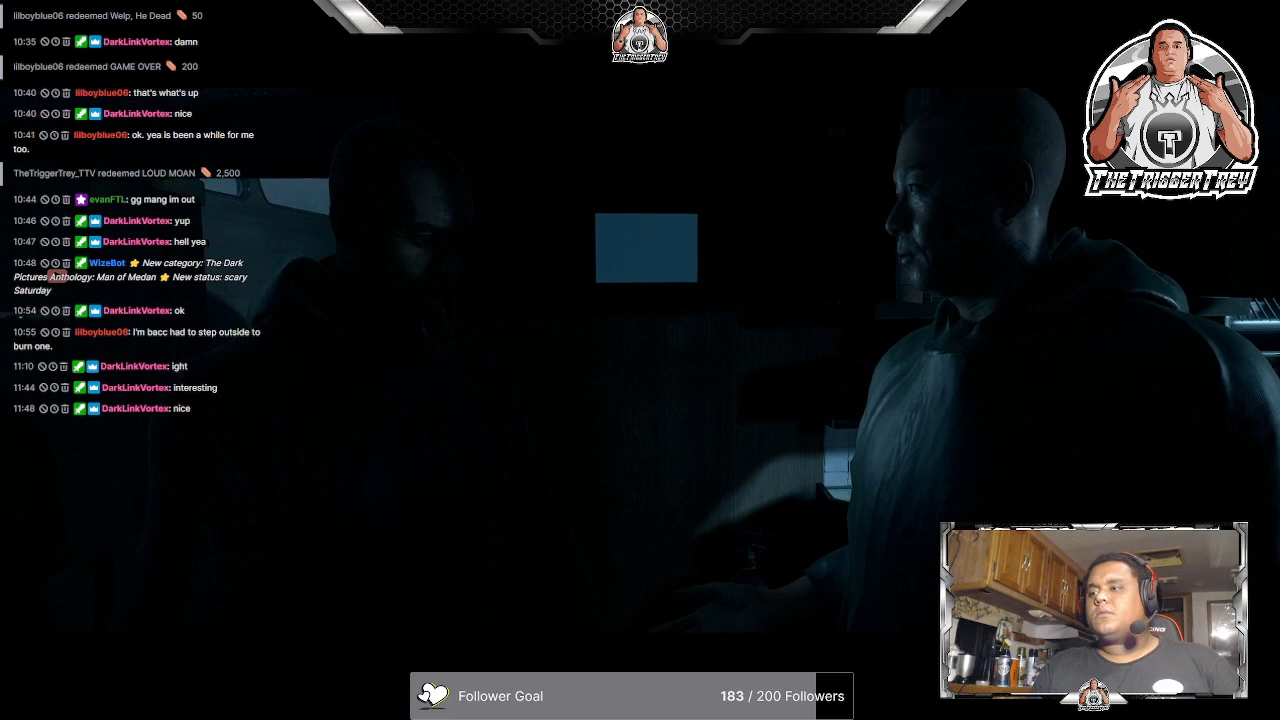 lilboyblue06 redeemed Welp, He Dead 50
10:35 DarkLinkVortex: damn
lilboyblue06 redeemed GAME OVER 200
10:40 lilboyblue06: that's what's up
10:40 DarkLinkVortex: nice
10:41 lilboyblue06: ok. yea is been a while for me
too.
TheTriggerTrey_TTV redeemed LOUD MOAN 2,500
10:44 evanFTL: gg mang im out
10:46 DarkLinkVortex: yup
10:47 DarkLinkVortex: hell yea
10:48 WizeBot ⭐ New category: The Dark
Pictures Anthology: Man of Medan ⭐ New status: scary
Saturday
10:54 DarkLinkVortex: ok
10:55 lilboyblue06: I'm bacc had to step outside to
burn one.
11:10 DarkLinkVortex: ight
11:44 DarkLinkVortex: interesting
11:48 DarkLinkVortex: nice
THETRIGGERTREY
T
THETRIGGERTREY
Follower Goal 183 / 200 Followers